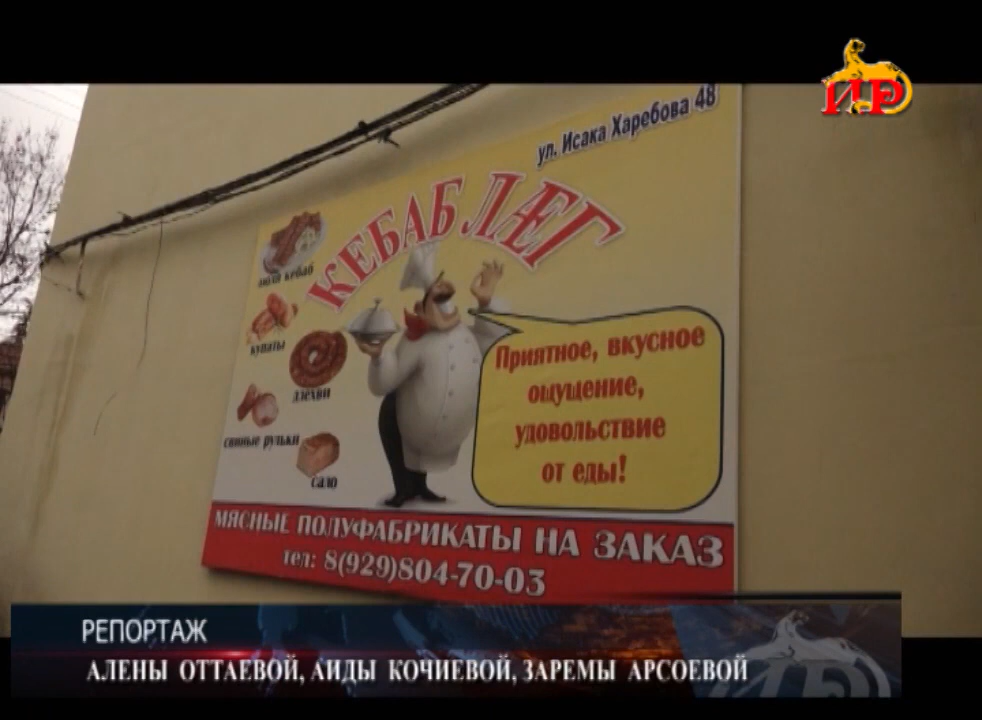 ИР
ул. Исака Харебова 48
КЕБАБ ЛÆГ
люля кебаб
купаты
дзехви
свиные рульки
сало
Приятное, вкусное
ощущение,
удовольствие
от еды!
МЯСНЫЕ ПОЛУФАБРИКАТЫ НА ЗАКАЗ
тел: 8(929)804-70-03
РЕПОРТАЖ
АЛЕНЫ ОТТАЕВОЙ, АИДЫ КОЧИЕВОЙ, ЗАРЕМЫ АРСОЕВОЙ